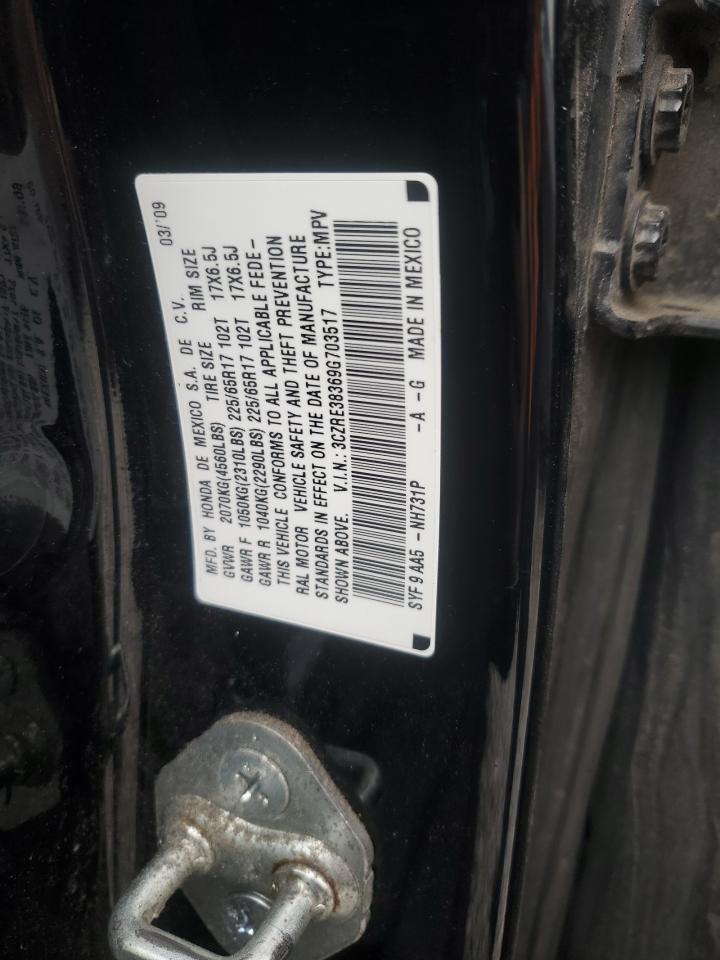 03/'09
MFD. BY HONDA DE MEXICO S.A. DE C.V.
TIRE SIZE RIM SIZE
GVWR 2070KG(4560LBS)
GAWR F 1050KG(2310LBS) 225/65R17 102T 17X6.5J
GAWR R 1040KG(2290LBS) 225/65R17 102T 17X6.5J
THIS VEHICLE CONFORMS TO ALL APPLICABLE FEDE-
RAL MOTOR VEHICLE SAFETY AND THEFT PREVENTION
STANDARDS IN EFFECT ON THE DATE OF MANUFACTURE
SHOWN ABOVE. V.I.N.: 3CZRE38369G703517 TYPE:MPV
SYF9AA5 -NH731P -A -G MADE IN MEXICO